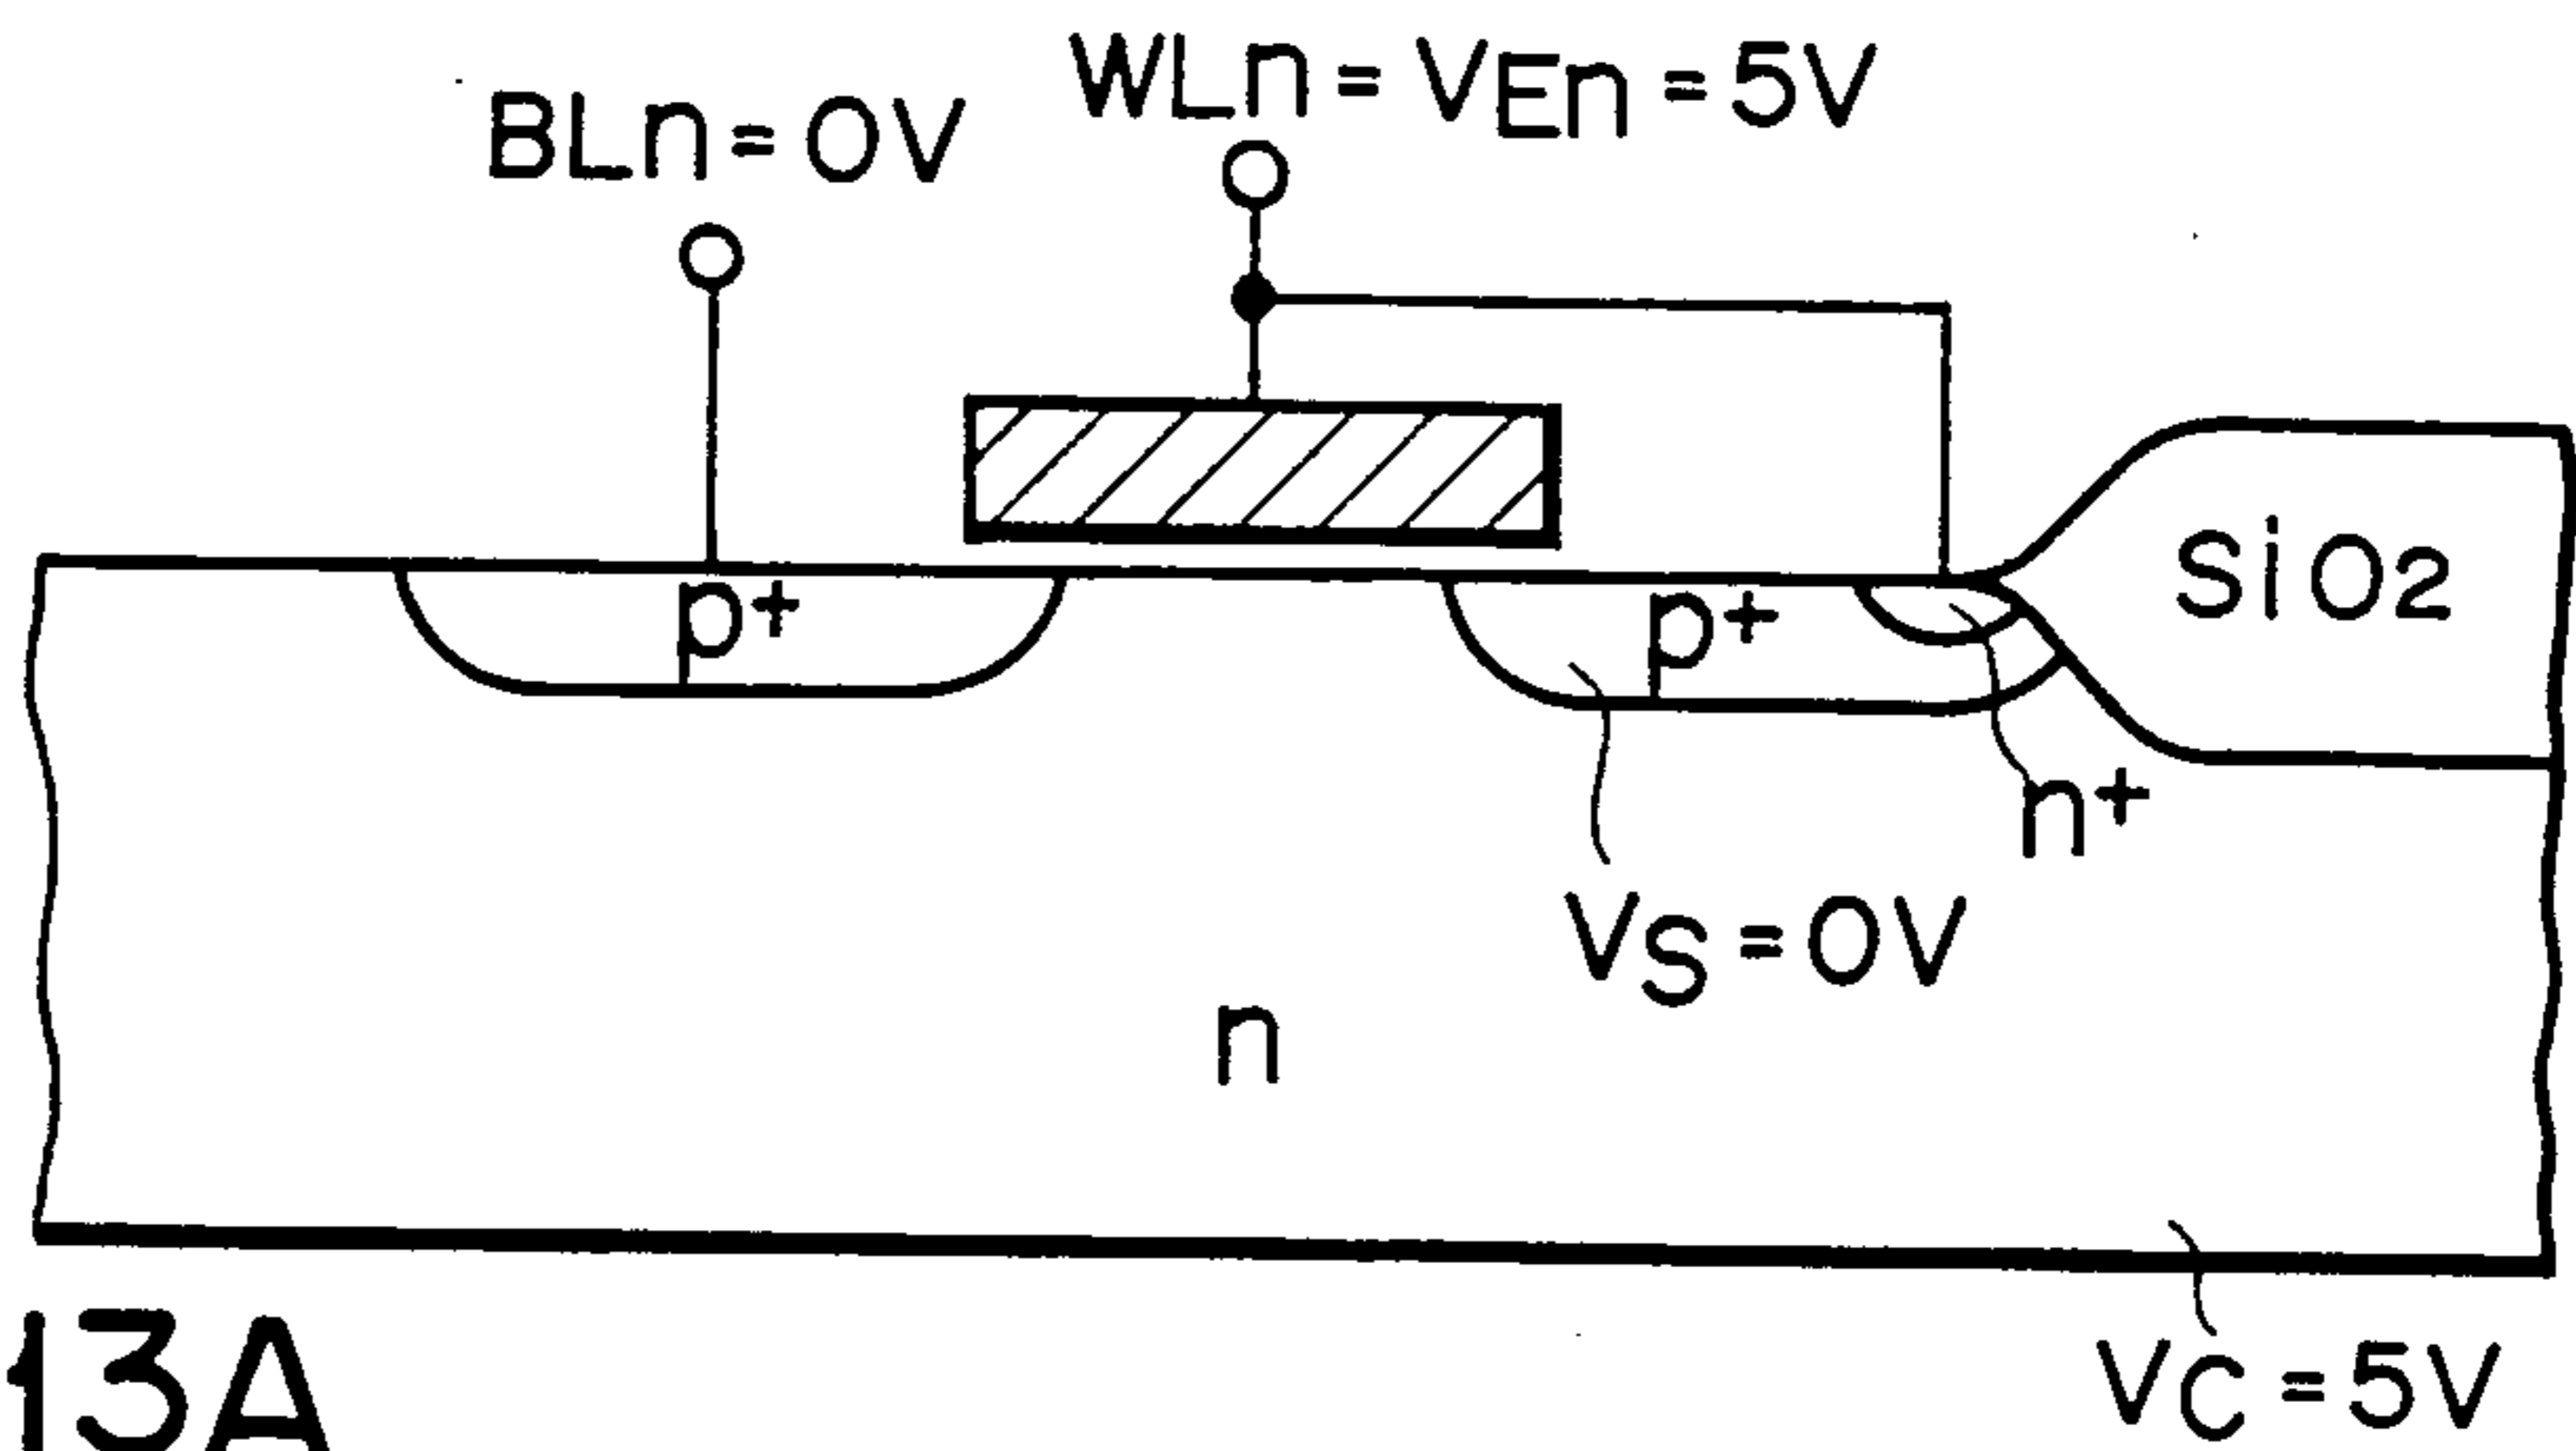 BLn = 0V
WLn = VEn = 5V
p+
p+
SiO2
n+
VS = 0V
n
VC = 5V
13A